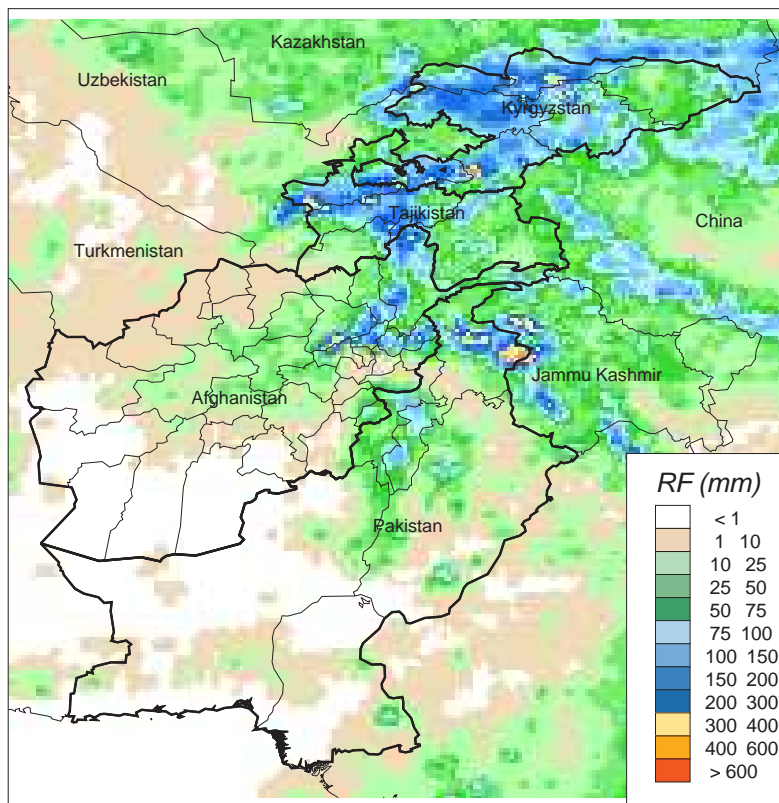 Kazakhstan
Uzbekistan
Kyrgyzstan
Tajikistan
China
Turkmenistan
Jammu Kashmir
Afghanistan
Pakistan
RF (mm)
< 1
1 10
10 25
25 50
50 75
75 100
100 150
150 200
200 300
300 400
400 600
> 600